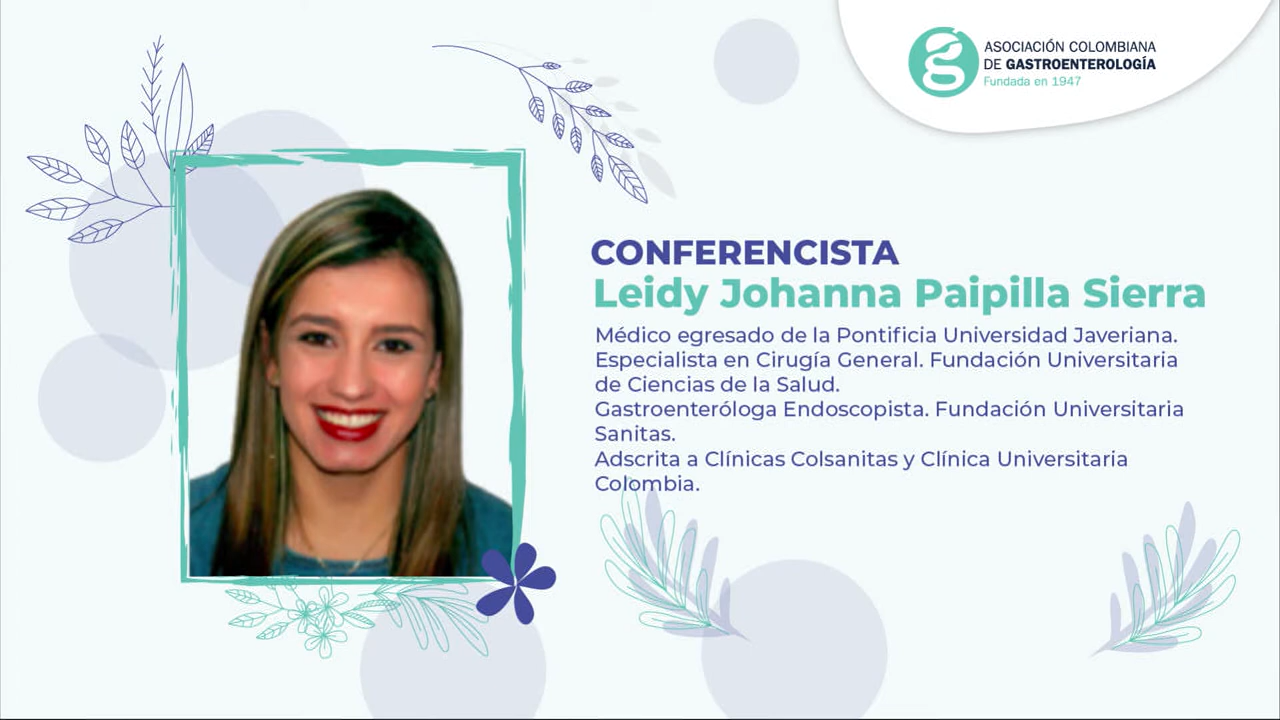 ASOCIACIÓN COLOMBIANA
DE GASTROENTEROLOGÍA
Fundada en 1947
CONFERENCISTA
Leidy Johanna Paipilla Sierra
Médico egresado de la Pontificia Universidad Javeriana.
Especialista en Cirugía General. Fundación Universitaria
de Ciencias de la Salud.
Gastroenteróloga Endoscopista. Fundación Universitaria
Sanitas.
Adscrita a Clínicas Colsanitas y Clínica Universitaria
Colombia.